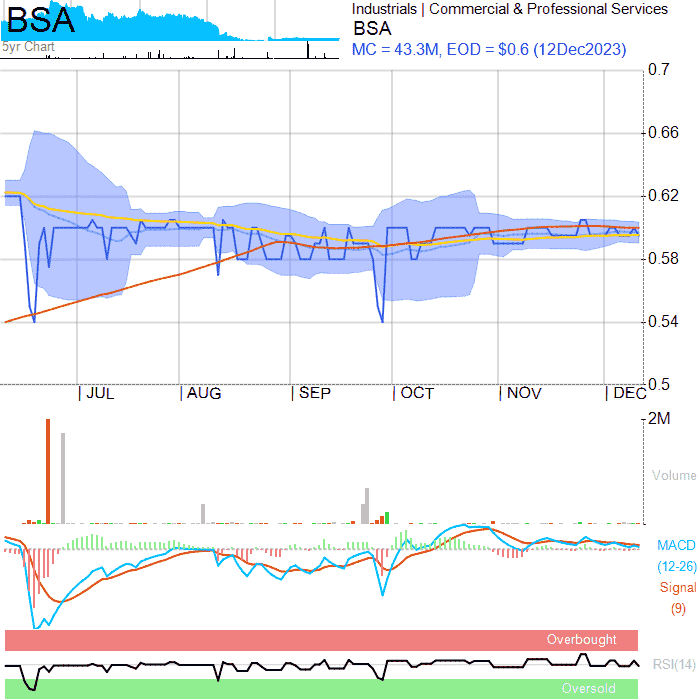 BSA
5yr Chart
Industrials | Commercial & Professional Services
BSA
MC = 43.3M, EOD = $0.6 (12Dec2023)
0.7
0.66
0.62
0.58
0.54
0.5
| JUL
| AUG
| SEP
| OCT
| NOV
| DEC
2M
Volume
MACD
(12-26)
Signal
(9)
Overbought
RSI(14)
Oversold